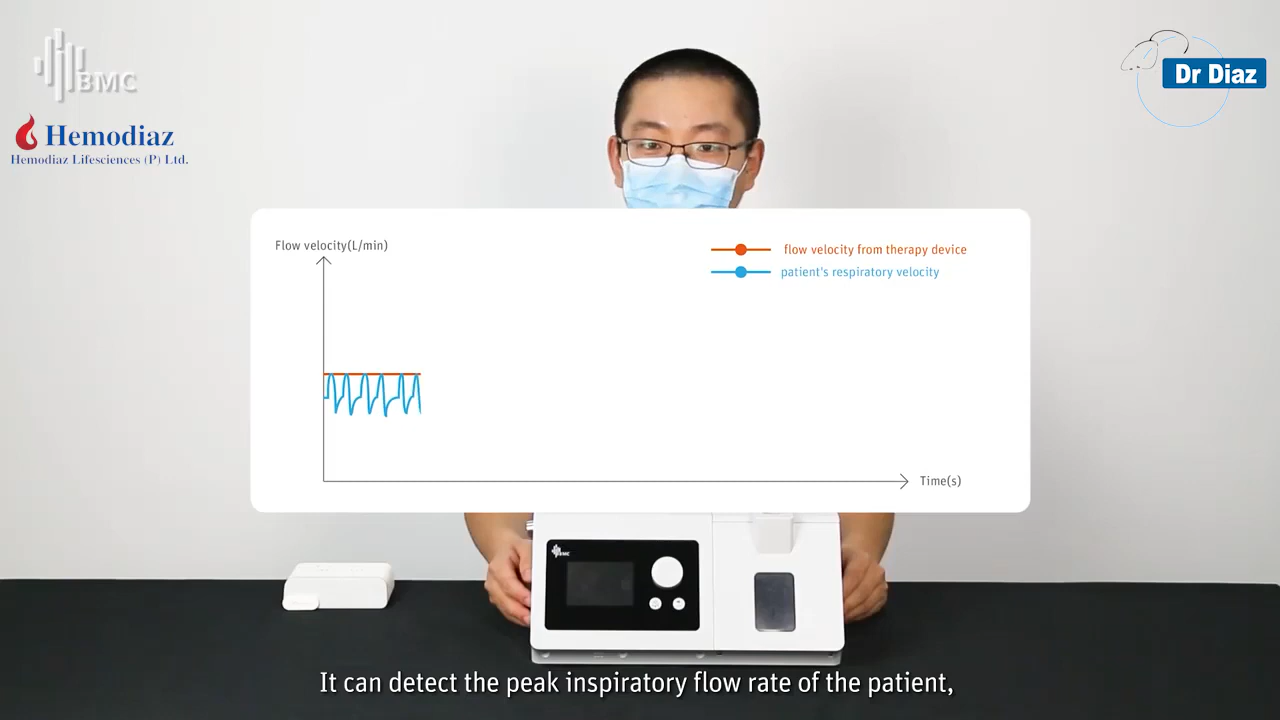 BMC
Hemodiaz
Hemodiaz Lifesciences (P) Ltd.
Dr Diaz
Flow velocity(L/min)
flow velocity from therapy device
patient's respiratory velocity
Time(s)
BMC
It can detect the peak inspiratory flow rate of the patient,